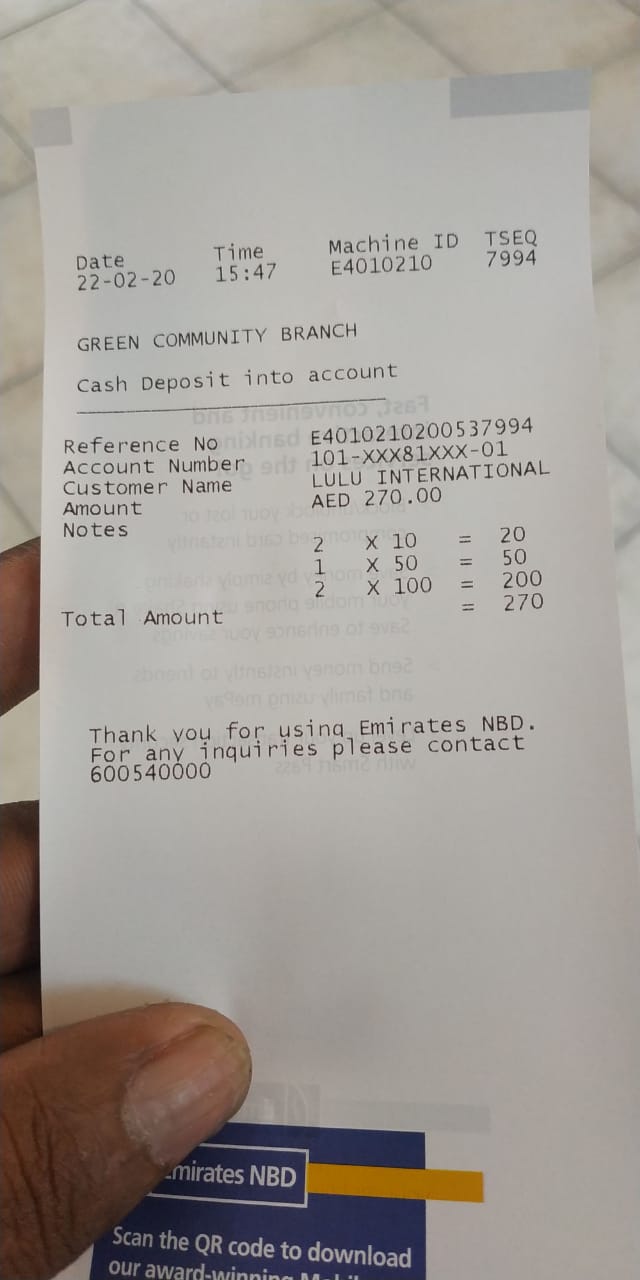 Date Time Machine ID TSEQ
22-02-20 15:47 E4010210 7994
GREEN COMMUNITY BRANCH
Cash Deposit into account
Reference No E4010210200537994
Account Number 101-XXX81XXX-01
Customer Name LULU INTERNATIONAL
Amount AED 270.00
Notes
2 X 10 = 20
1 X 50 = 50
2 X 100 = 200
Total Amount = 270
Thank you for using Emirates NBD.
For any inquiries please contact
600540000
Emirates NBD
Scan the QR code to download
our award-winning